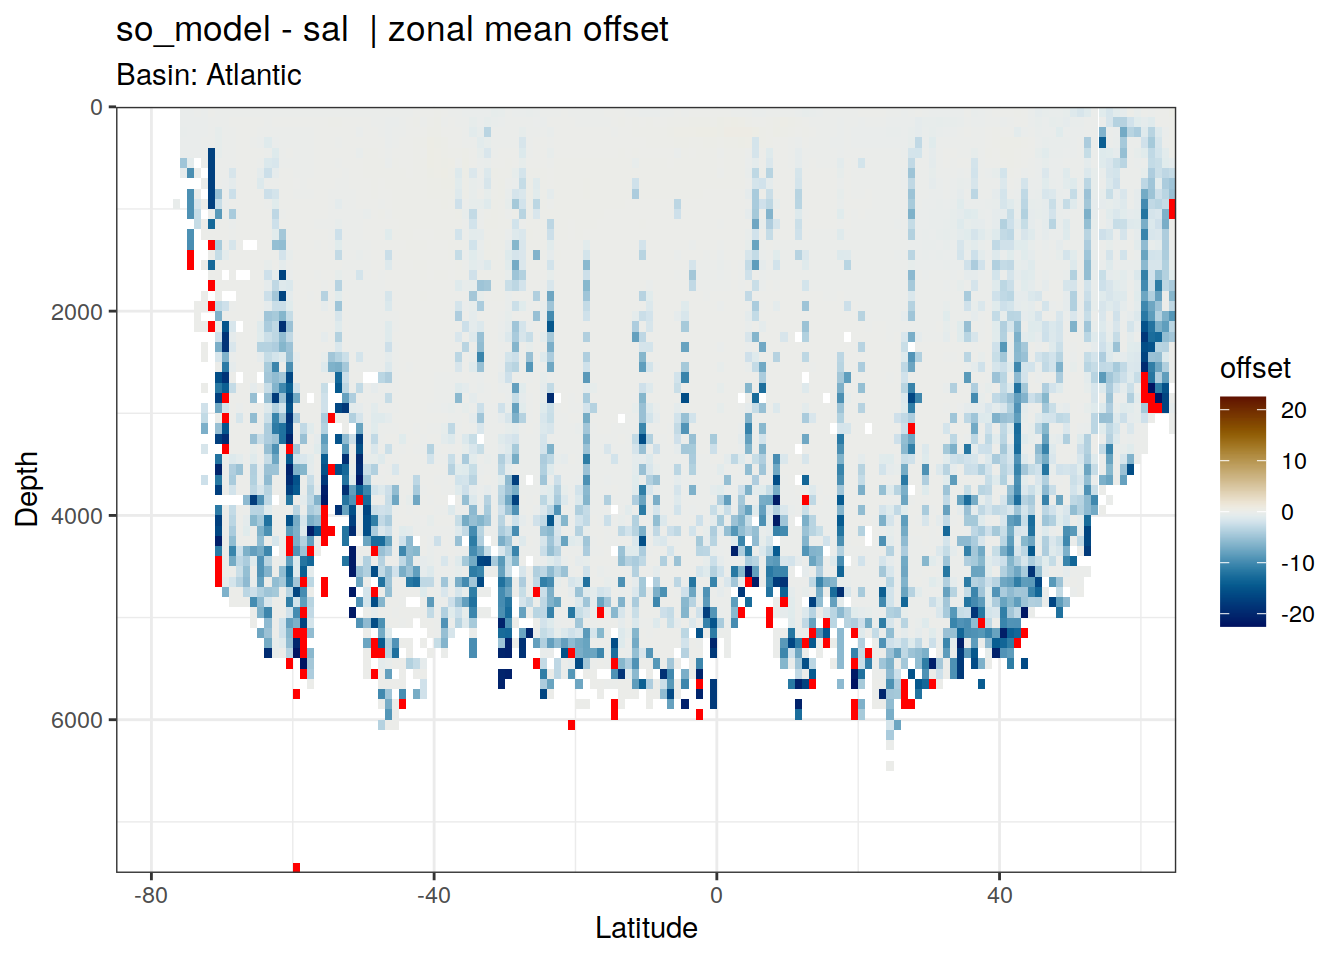 so_model - sal | zonal mean offset
Basin: Atlantic
0
2000
4000
6000
Depth
-80
-40
0
40
Latitude
offset
20
10
0
-10
-20